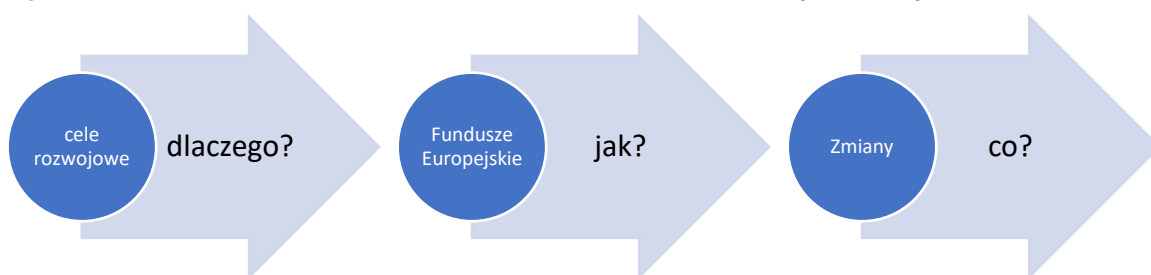 cele
rozwojowe
dlaczego?
Fundusze
Europejskie
jak?
Zmiany
co?